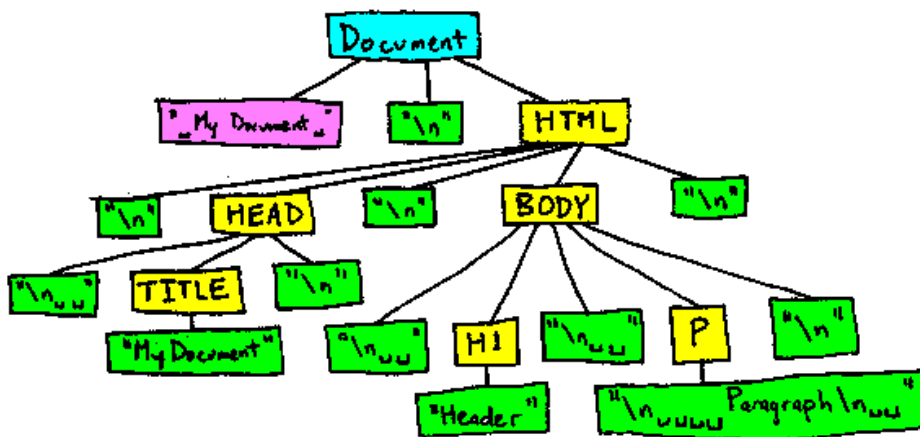 Document
"␣My Document␣"
"\n"
HTML
"\n"
HEAD
"\n"
BODY
"\n"
"\n␣␣"
TITLE
"\n"
"\n␣␣"
H1
"\n␣␣"
P
"\n"
"My Document"
"Header"
"\n␣␣␣␣Paragraph\n␣␣"